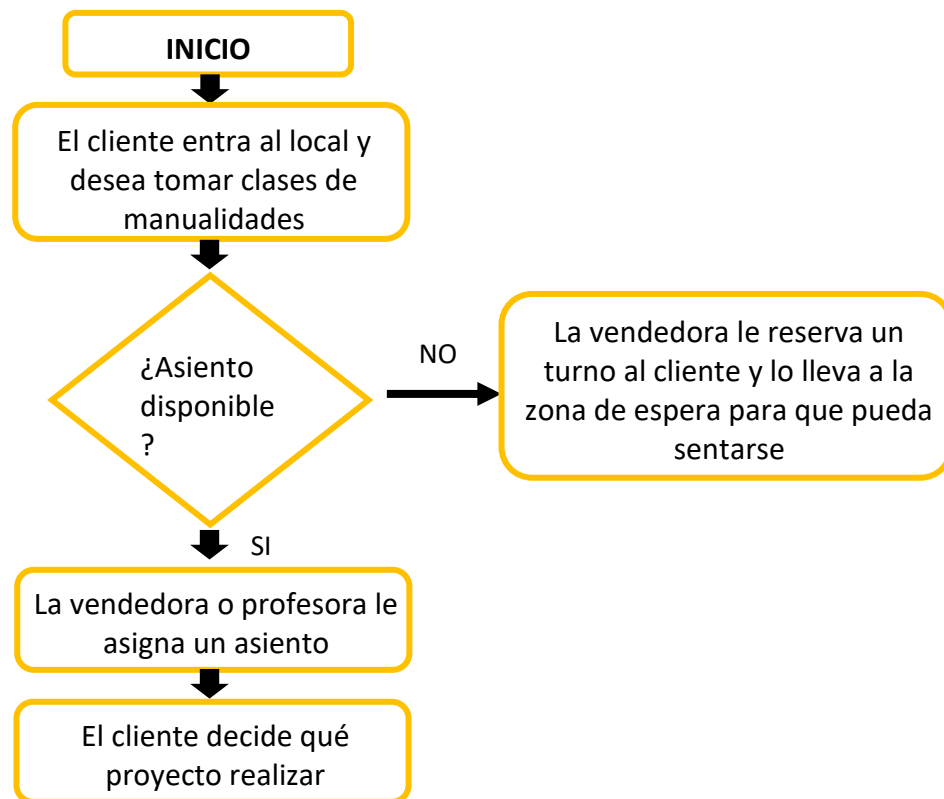 INICIO
El cliente entra al local y
desea tomar clases de
manualidades
¿Asiento
disponible
?
NO
La vendedora le reserva un
turno al cliente y lo lleva a la
zona de espera para que pueda
sentarse
SI
La vendedora o profesora le
asigna un asiento
El cliente decide qué
proyecto realizar